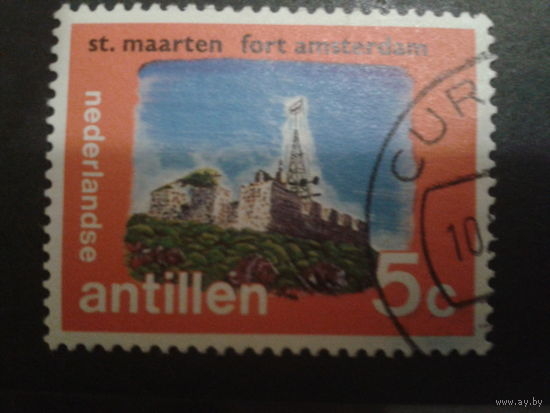 st. maarten fort amsterdam
nederlandse
antillen 5c
CUR
10
www.ay.by